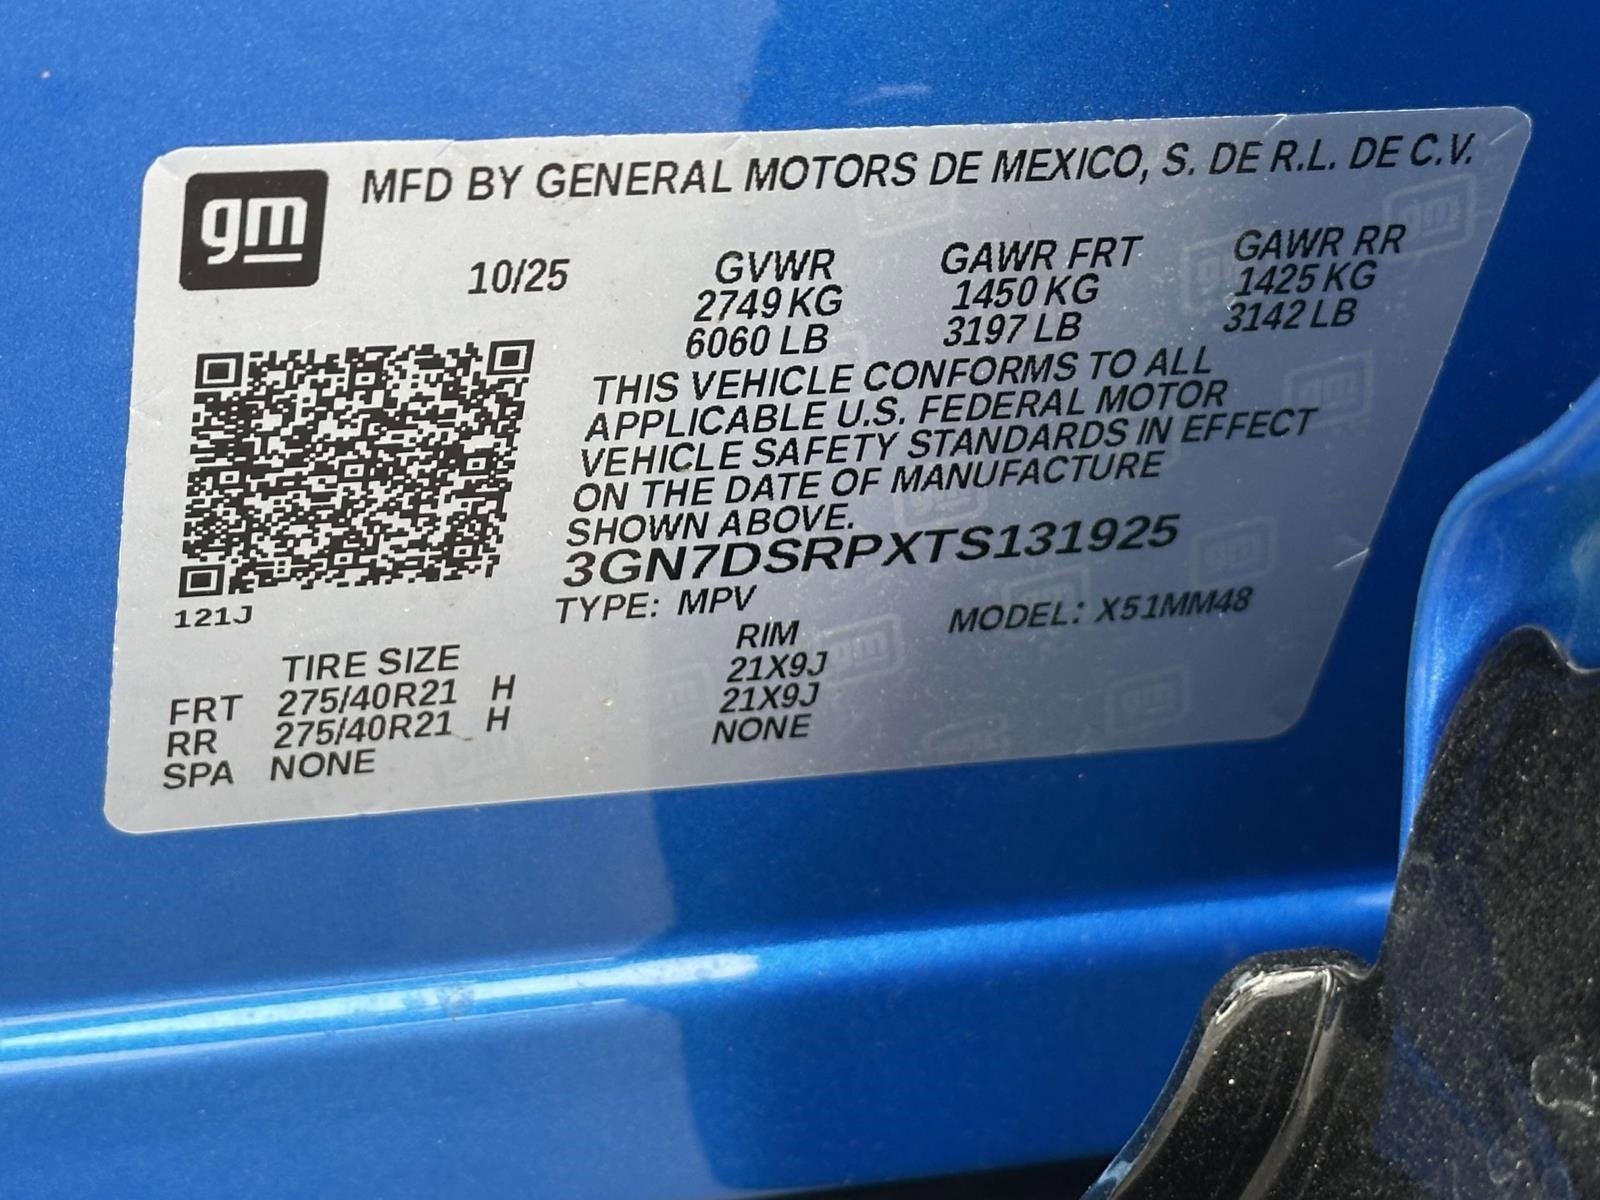 gm
MFD BY GENERAL MOTORS DE MEXICO, S. DE R.L. DE C.V.
10/25 GVWR GAWR FRT GAWR RR
2749 KG 1450 KG 1425 KG
6060 LB 3197 LB 3142 LB
THIS VEHICLE CONFORMS TO ALL
APPLICABLE U.S. FEDERAL MOTOR
VEHICLE SAFETY STANDARDS IN EFFECT
ON THE DATE OF MANUFACTURE
SHOWN ABOVE.
3GN7DSRPXTS131925
121J
TYPE: MPV MODEL: X51MM48
TIRE SIZE RIM
FRT 275/40R21 H 21X9J
RR 275/40R21 H 21X9J
SPA NONE NONE